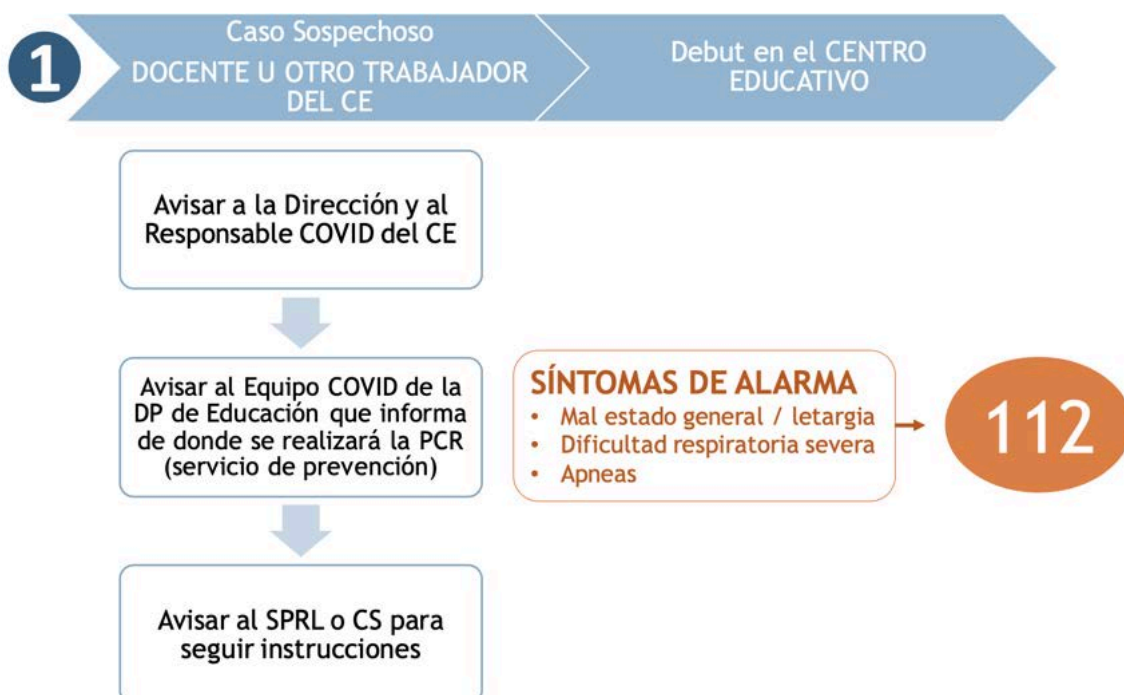 1
Caso Sospechoso
DOCENTE U OTRO TRABAJADOR
DEL CE
Debut en el CENTRO
EDUCATIVO
Avisar a la Dirección y al
Responsable COVID del CE
Avisar al Equipo COVID de la
DP de Educación que informa
de donde se realizará la PCR
(servicio de prevención)
SÍNTOMAS DE ALARMA
• Mal estado general / letargia
• Dificultad respiratoria severa
• Apneas
112
Avisar al SPRL o CS para
seguir instrucciones